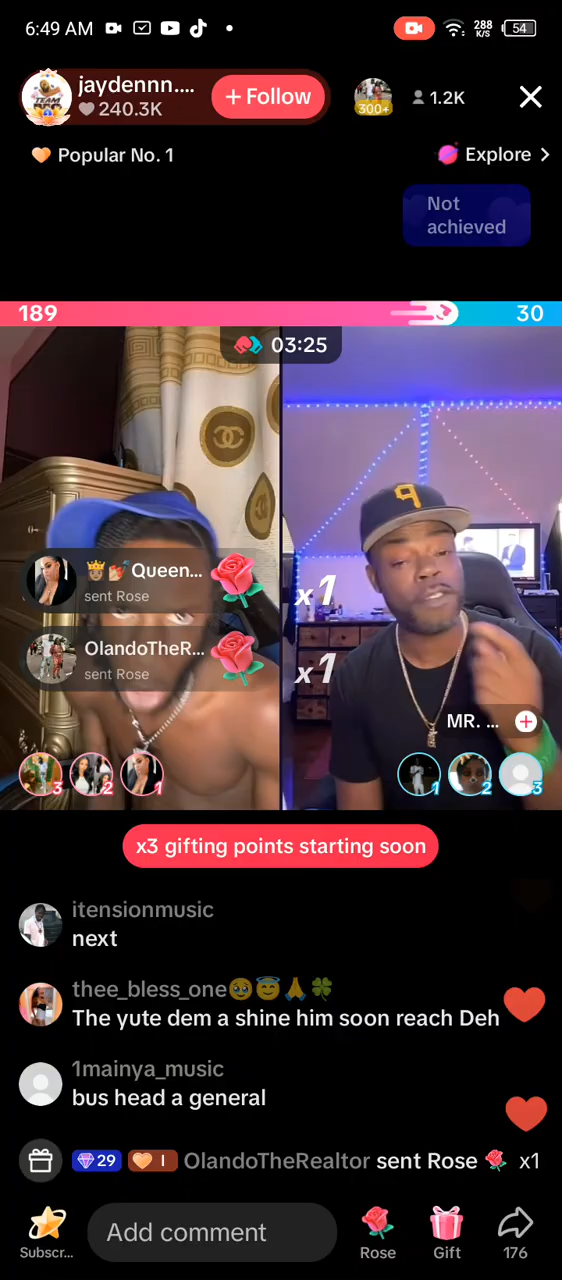 6:49 AM
288
K/S
54
jaydennn....
240.3K
+ Follow
300+
1.2K
Popular No. 1
Explore
Not
achieved
189
30
03:25
P
Queen...
sent Rose
x1
OlandoTheR...
sent Rose
x1
MR. ...
3
2
1
1
2
3
x3 gifting points starting soon
itensionmusic
next
thee_bless_one🥹😇🙏🍀
The yute dem a shine him soon reach Deh
1mainya_music
bus head a general
29
I
OlandoTheRealtor sent Rose x1
Subscr...
Add comment
Rose
Gift
176